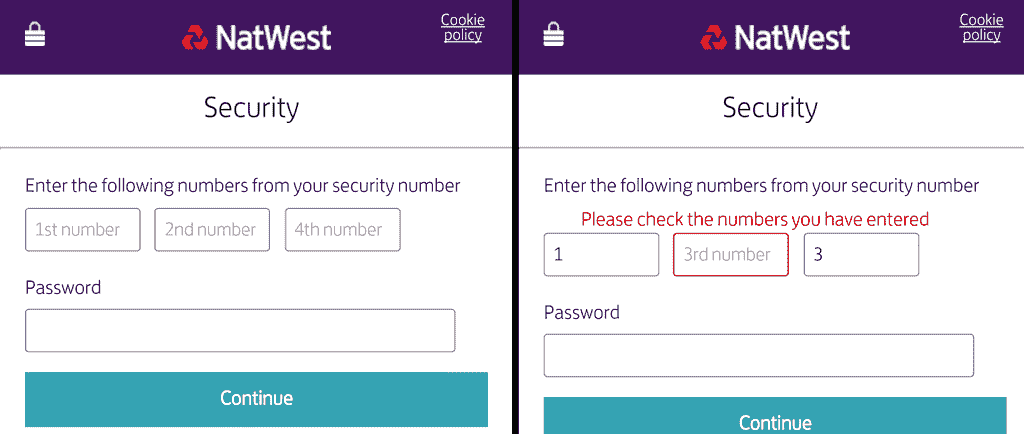 Cookie
policy
NatWest
Security
Enter the following numbers from your security number
1st number 2nd number 4th number
Password
Continue
Cookie
policy
NatWest
Security
Enter the following numbers from your security number
Please check the numbers you have entered
1 3rd number 3
Password
Continue